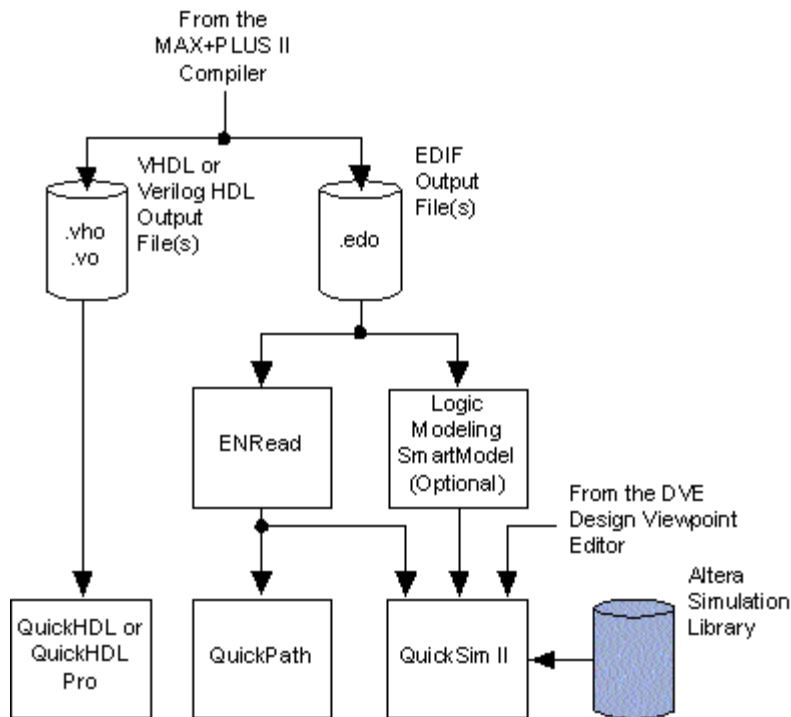 From the
MAX+PLUS II
Compiler
VHDL or
Verilog HDL
Output
File(s)
EDIF
Output
File(s)
.vho
.vo
.edo
ENRead
Logic
Modeling
SmartModel
(Optional)
From the DVE
Design Viewpoint
Editor
Altera
Simulation
Library
QuickHDL or
QuickHDL
Pro
QuickPath
QuickSim II